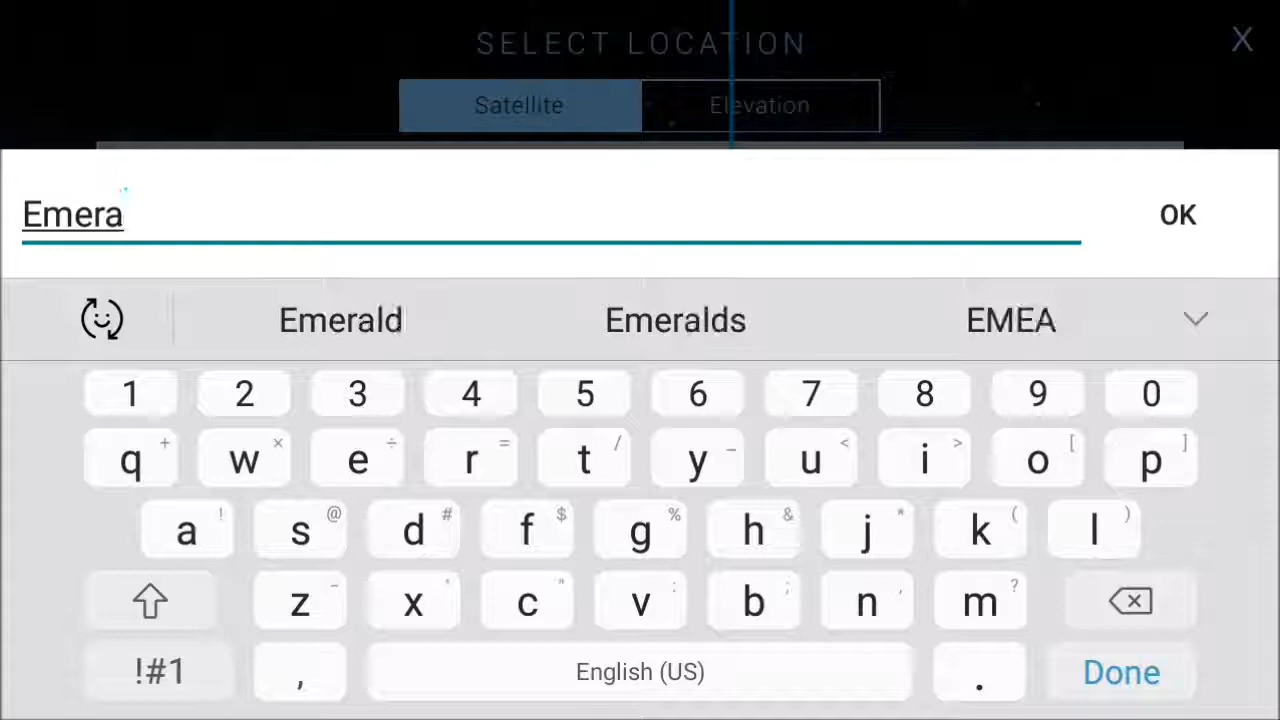 SELECT LOCATION
X
Satellite Elevation
Emera
OK
Emerald Emeralds EMEA
1 2 3 4 5 6 7 8 9 0
q + w × e ÷ r = t / y _ u < i > o [ p ]
a ! s @ d # f $ g % h & j * k ( l )
z - x ' c " v : b ; n , m ?
!#1 , English (US) . Done